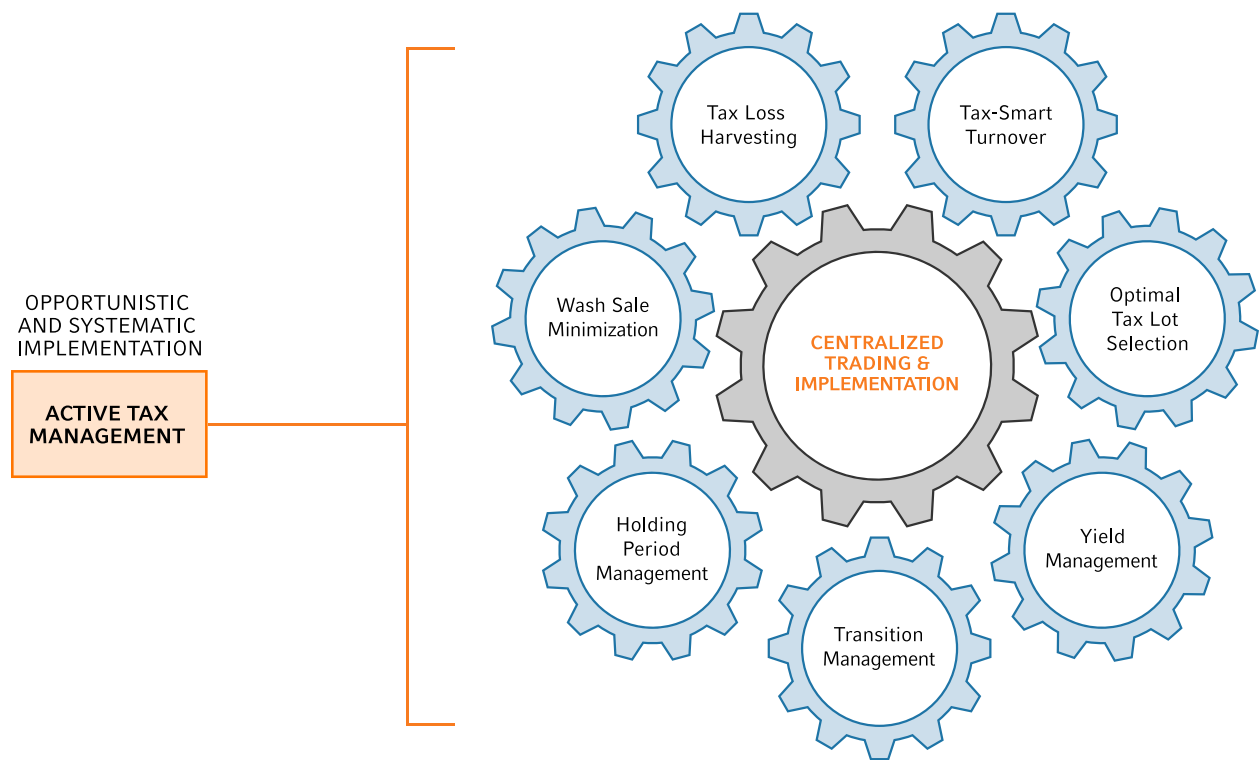 OPPORTUNISTIC
AND SYSTEMATIC
IMPLEMENTATION
ACTIVE TAX
MANAGEMENT
Tax Loss
Harvesting
Tax-Smart
Turnover
Wash Sale
Minimization
CENTRALIZED
TRADING &
IMPLEMENTATION
Optimal
Tax Lot
Selection
Holding
Period
Management
Yield
Management
Transition
Management